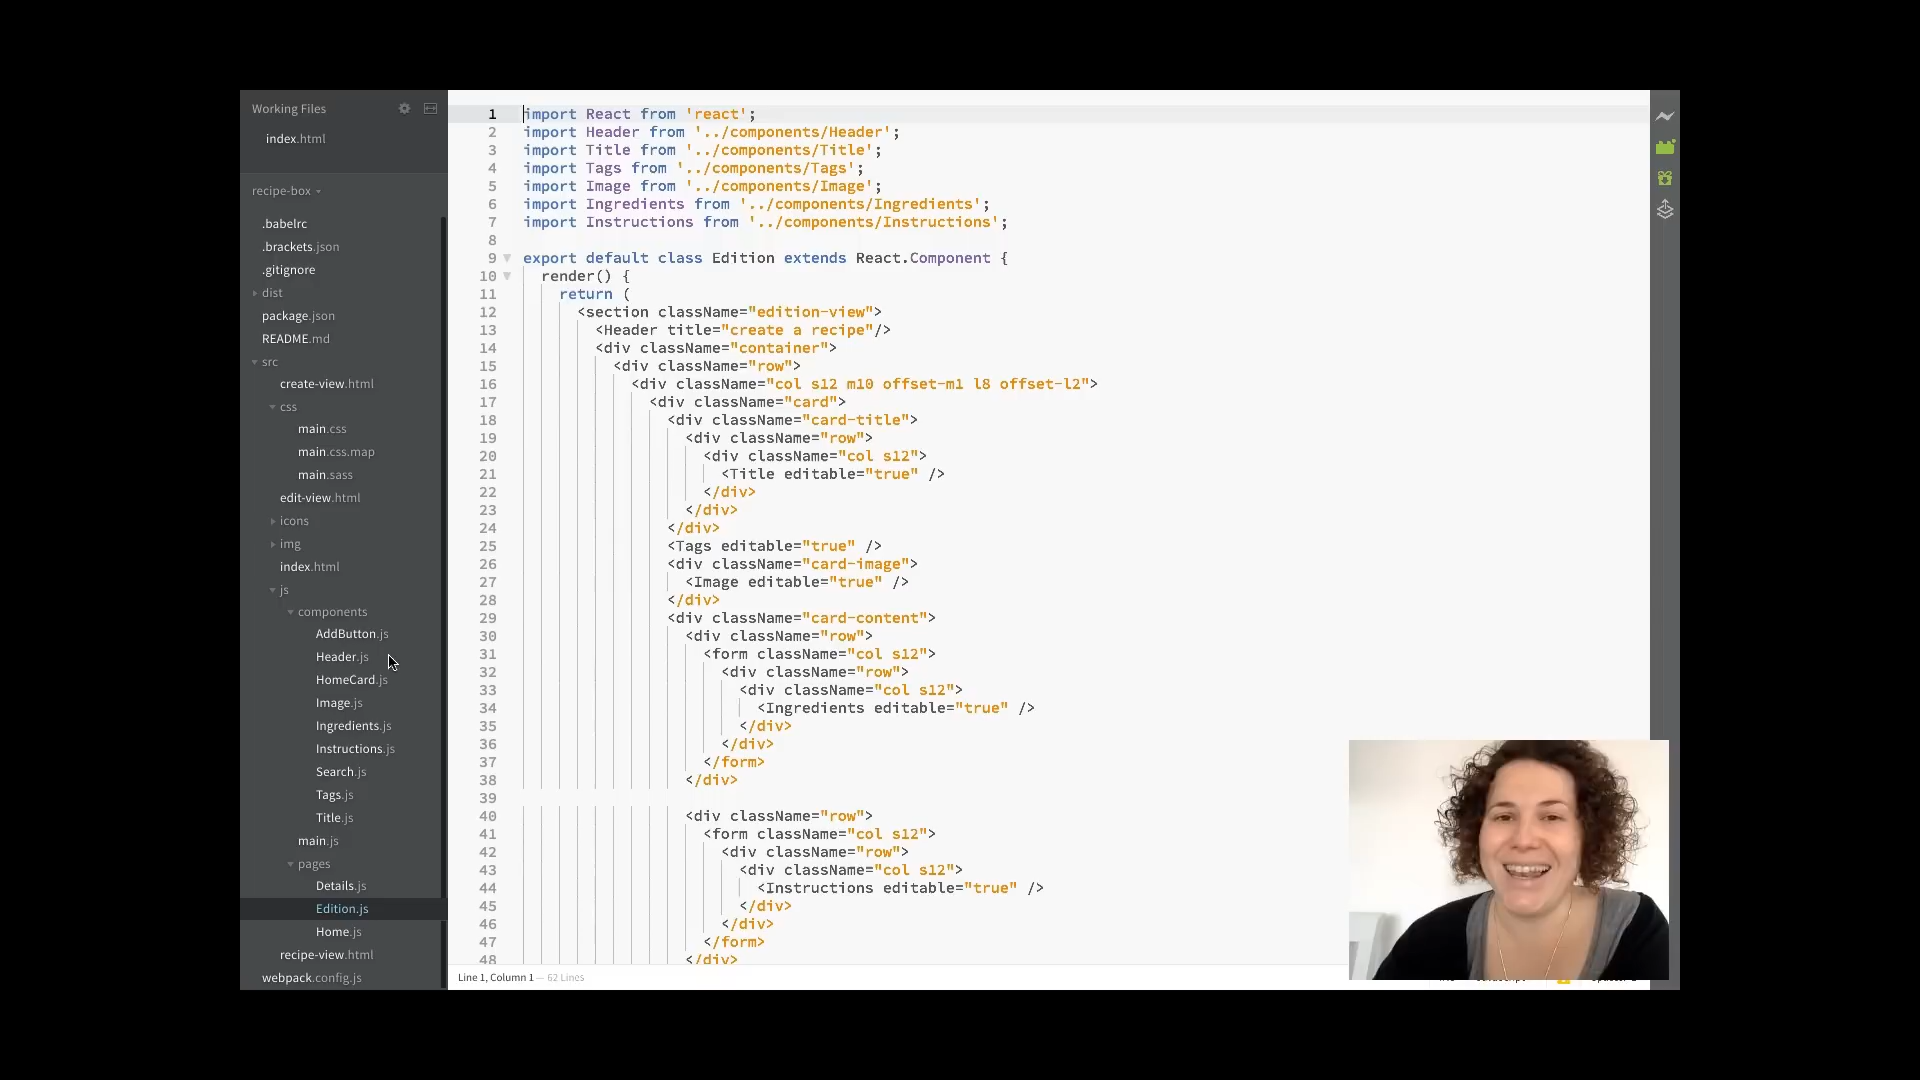 Working Files
index.html
recipe-box
.babelrc
.brackets.json
.gitignore
dist
package.json
README.md
src
create-view.html
css
main.css
main.css.map
main.sass
edit-view.html
icons
img
index.html
js
components
AddButton.js
Header.js
HomeCard.js
Image.js
Ingredients.js
Instructions.js
Search.js
Tags.js
Title.js
main.js
pages
Details.js
Edition.js
Home.js
recipe-view.html
webpack.config.js
1 import React from 'react';
2 import Header from '../components/Header';
3 import Title from '../components/Title';
4 import Tags from '../components/Tags';
5 import Image from '../components/Image';
6 import Ingredients from '../components/Ingredients';
7 import Instructions from '../components/Instructions';
8
9 export default class Edition extends React.Component {
10 render() {
11 return (
12 <section className="edition-view">
13 <Header title="create a recipe"/>
14 <div className="container">
15 <div className="row">
16 <div className="col s12 m10 offset-m1 l8 offset-l2">
17 <div className="card">
18 <div className="card-title">
19 <div className="row">
20 <div className="col s12">
21 <Title editable="true" />
22 </div>
23 </div>
24 </div>
25 <Tags editable="true" />
26 <div className="card-image">
27 <Image editable="true" />
28 </div>
29 <div className="card-content">
30 <div className="row">
31 <form className="col s12">
32 <div className="row">
33 <div className="col s12">
34 <Ingredients editable="true" />
35 </div>
36 </div>
37 </form>
38 </div>
39
40 <div className="row">
41 <form className="col s12">
42 <div className="row">
43 <div className="col s12">
44 <Instructions editable="true" />
45 </div>
46 </div>
47 </form>
48 </div>
Line 1, Column 1 — 62 Lines